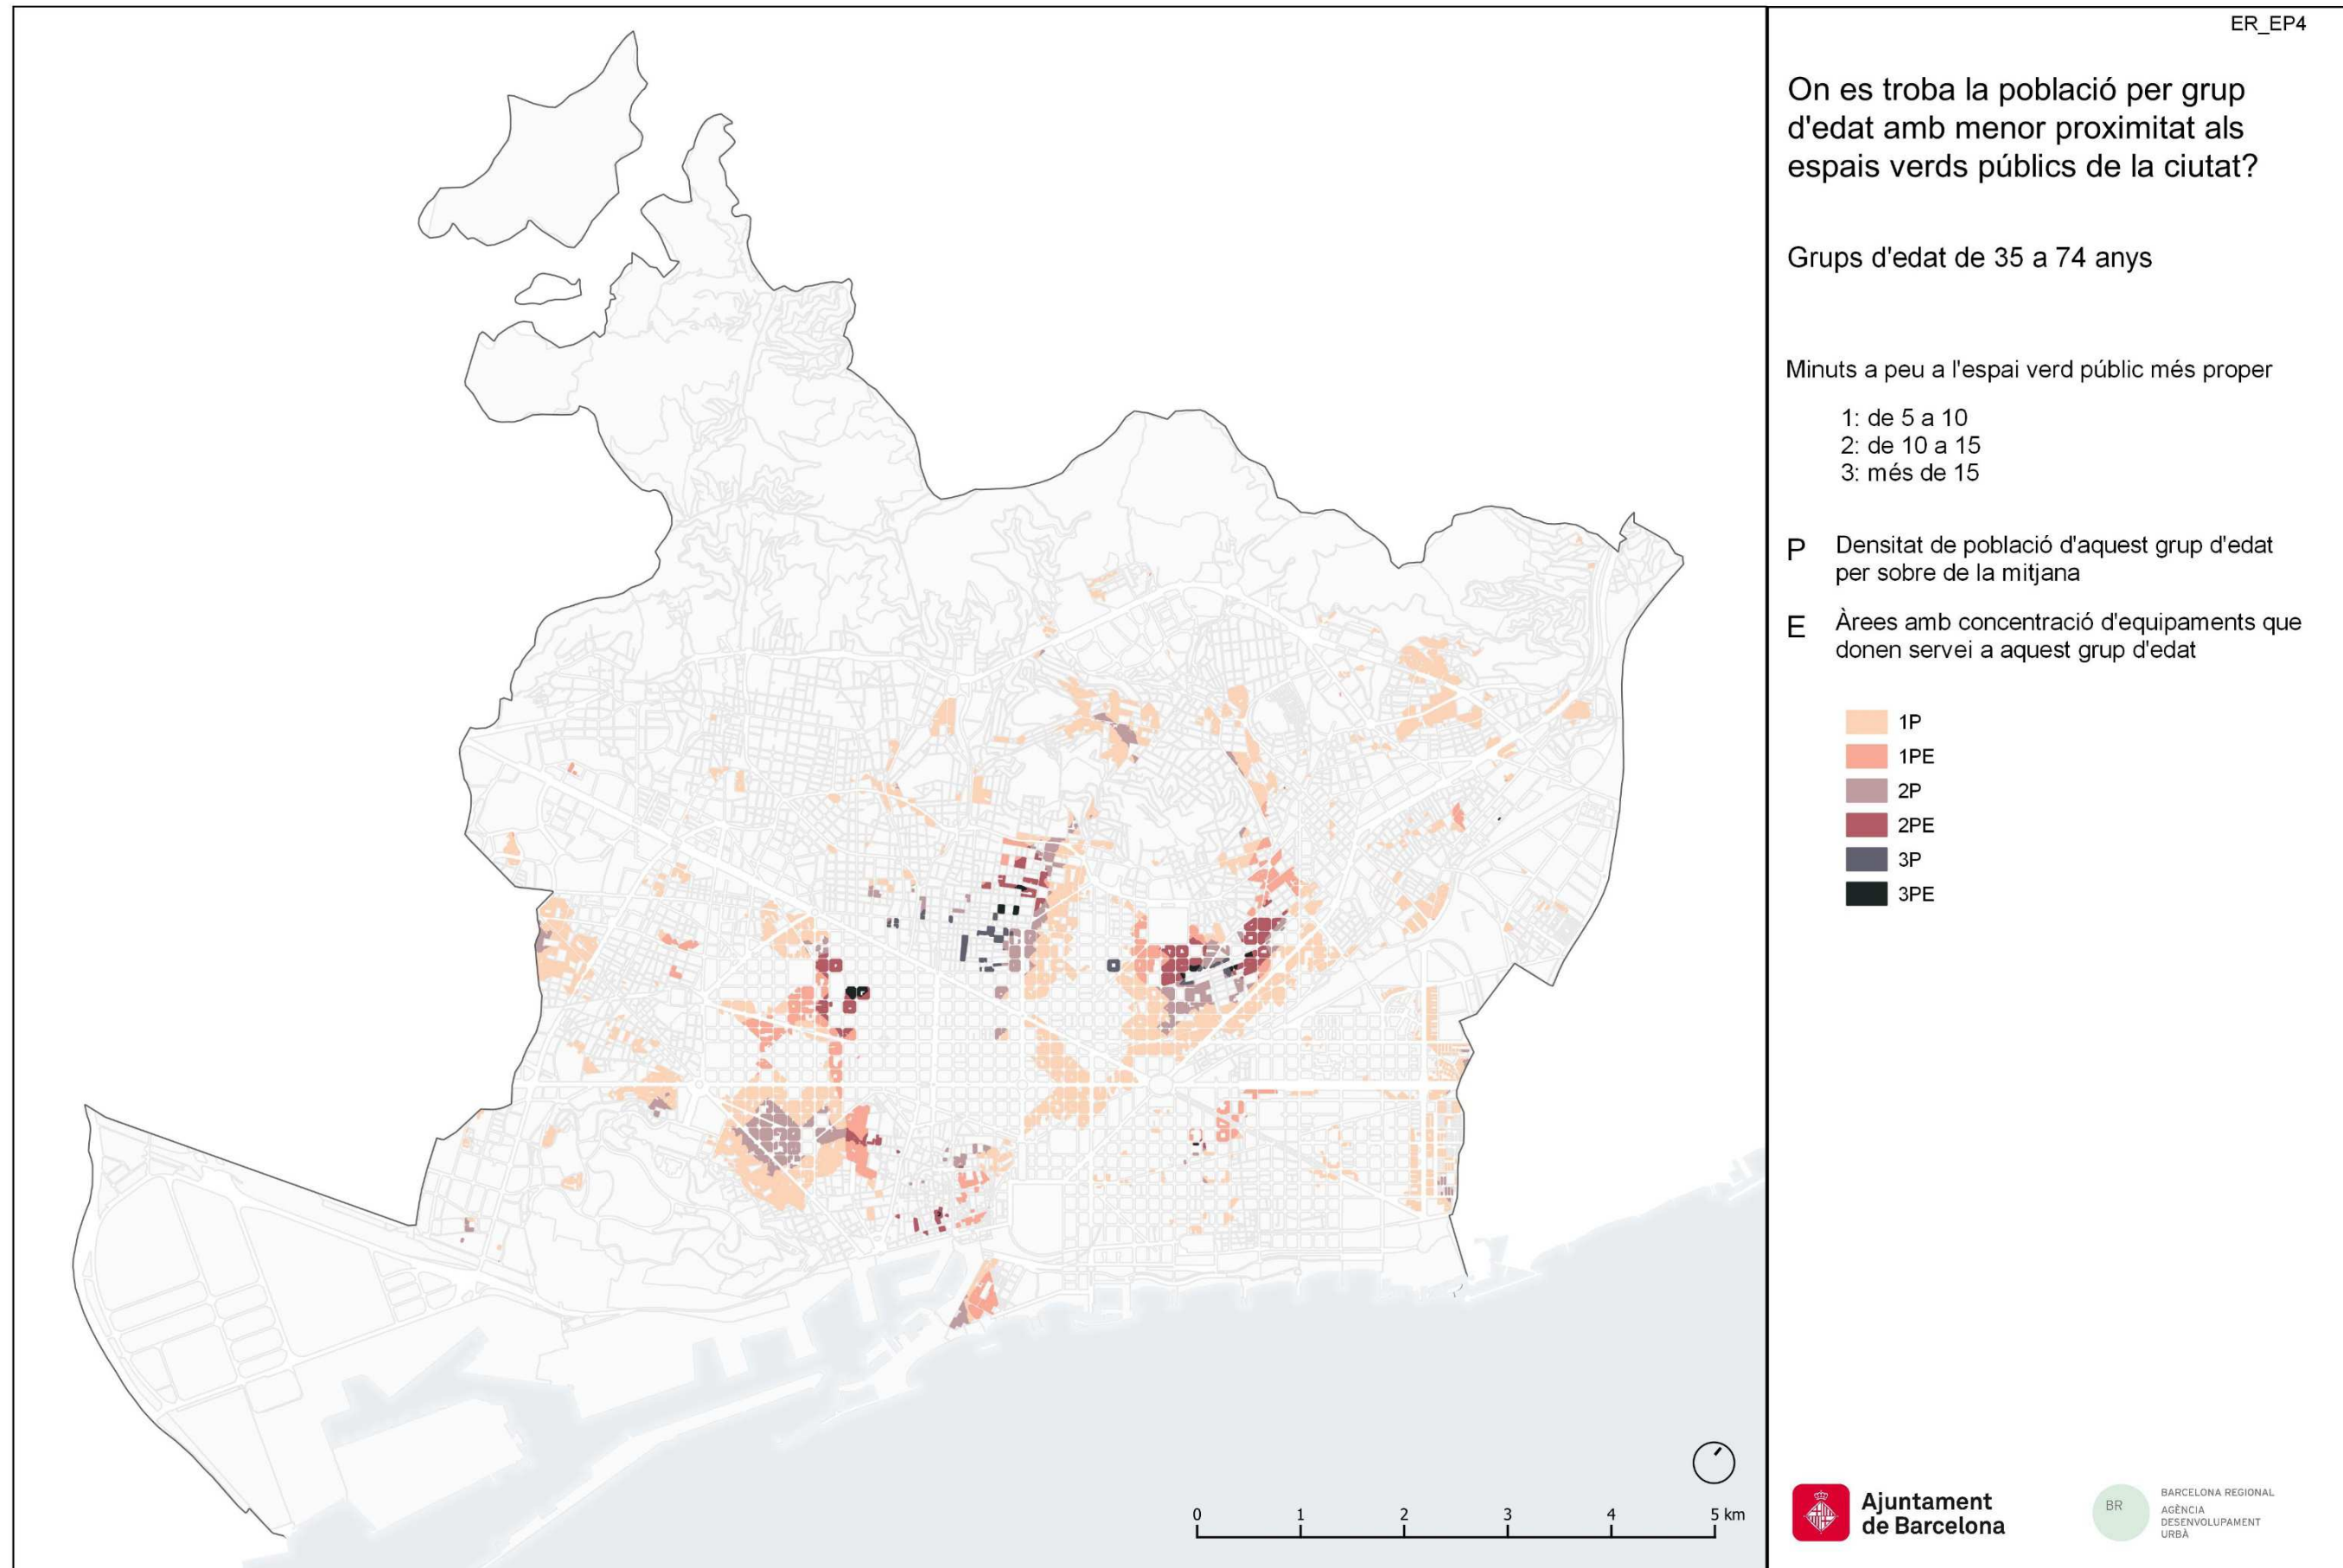 ER_EP4
On es troba la població per grup
d'edat amb menor proximitat als
espais verds públics de la ciutat?
Grups d'edat de 35 a 74 anys
Minuts a peu a l'espai verd públic més proper
1: de 5 a 10
2: de 10 a 15
3: més de 15
P Densitat de població d'aquest grup d'edat
per sobre de la mitjana
E Àrees amb concentració d'equipaments que
donen servei a aquest grup d'edat
1P
1PE
2P
2PE
3P
3PE
0 1 2 3 4 5 km
Ajuntament
de Barcelona
BR
BARCELONA REGIONAL
AGÈNCIA
DESENVOLUPAMENT
URBÀ